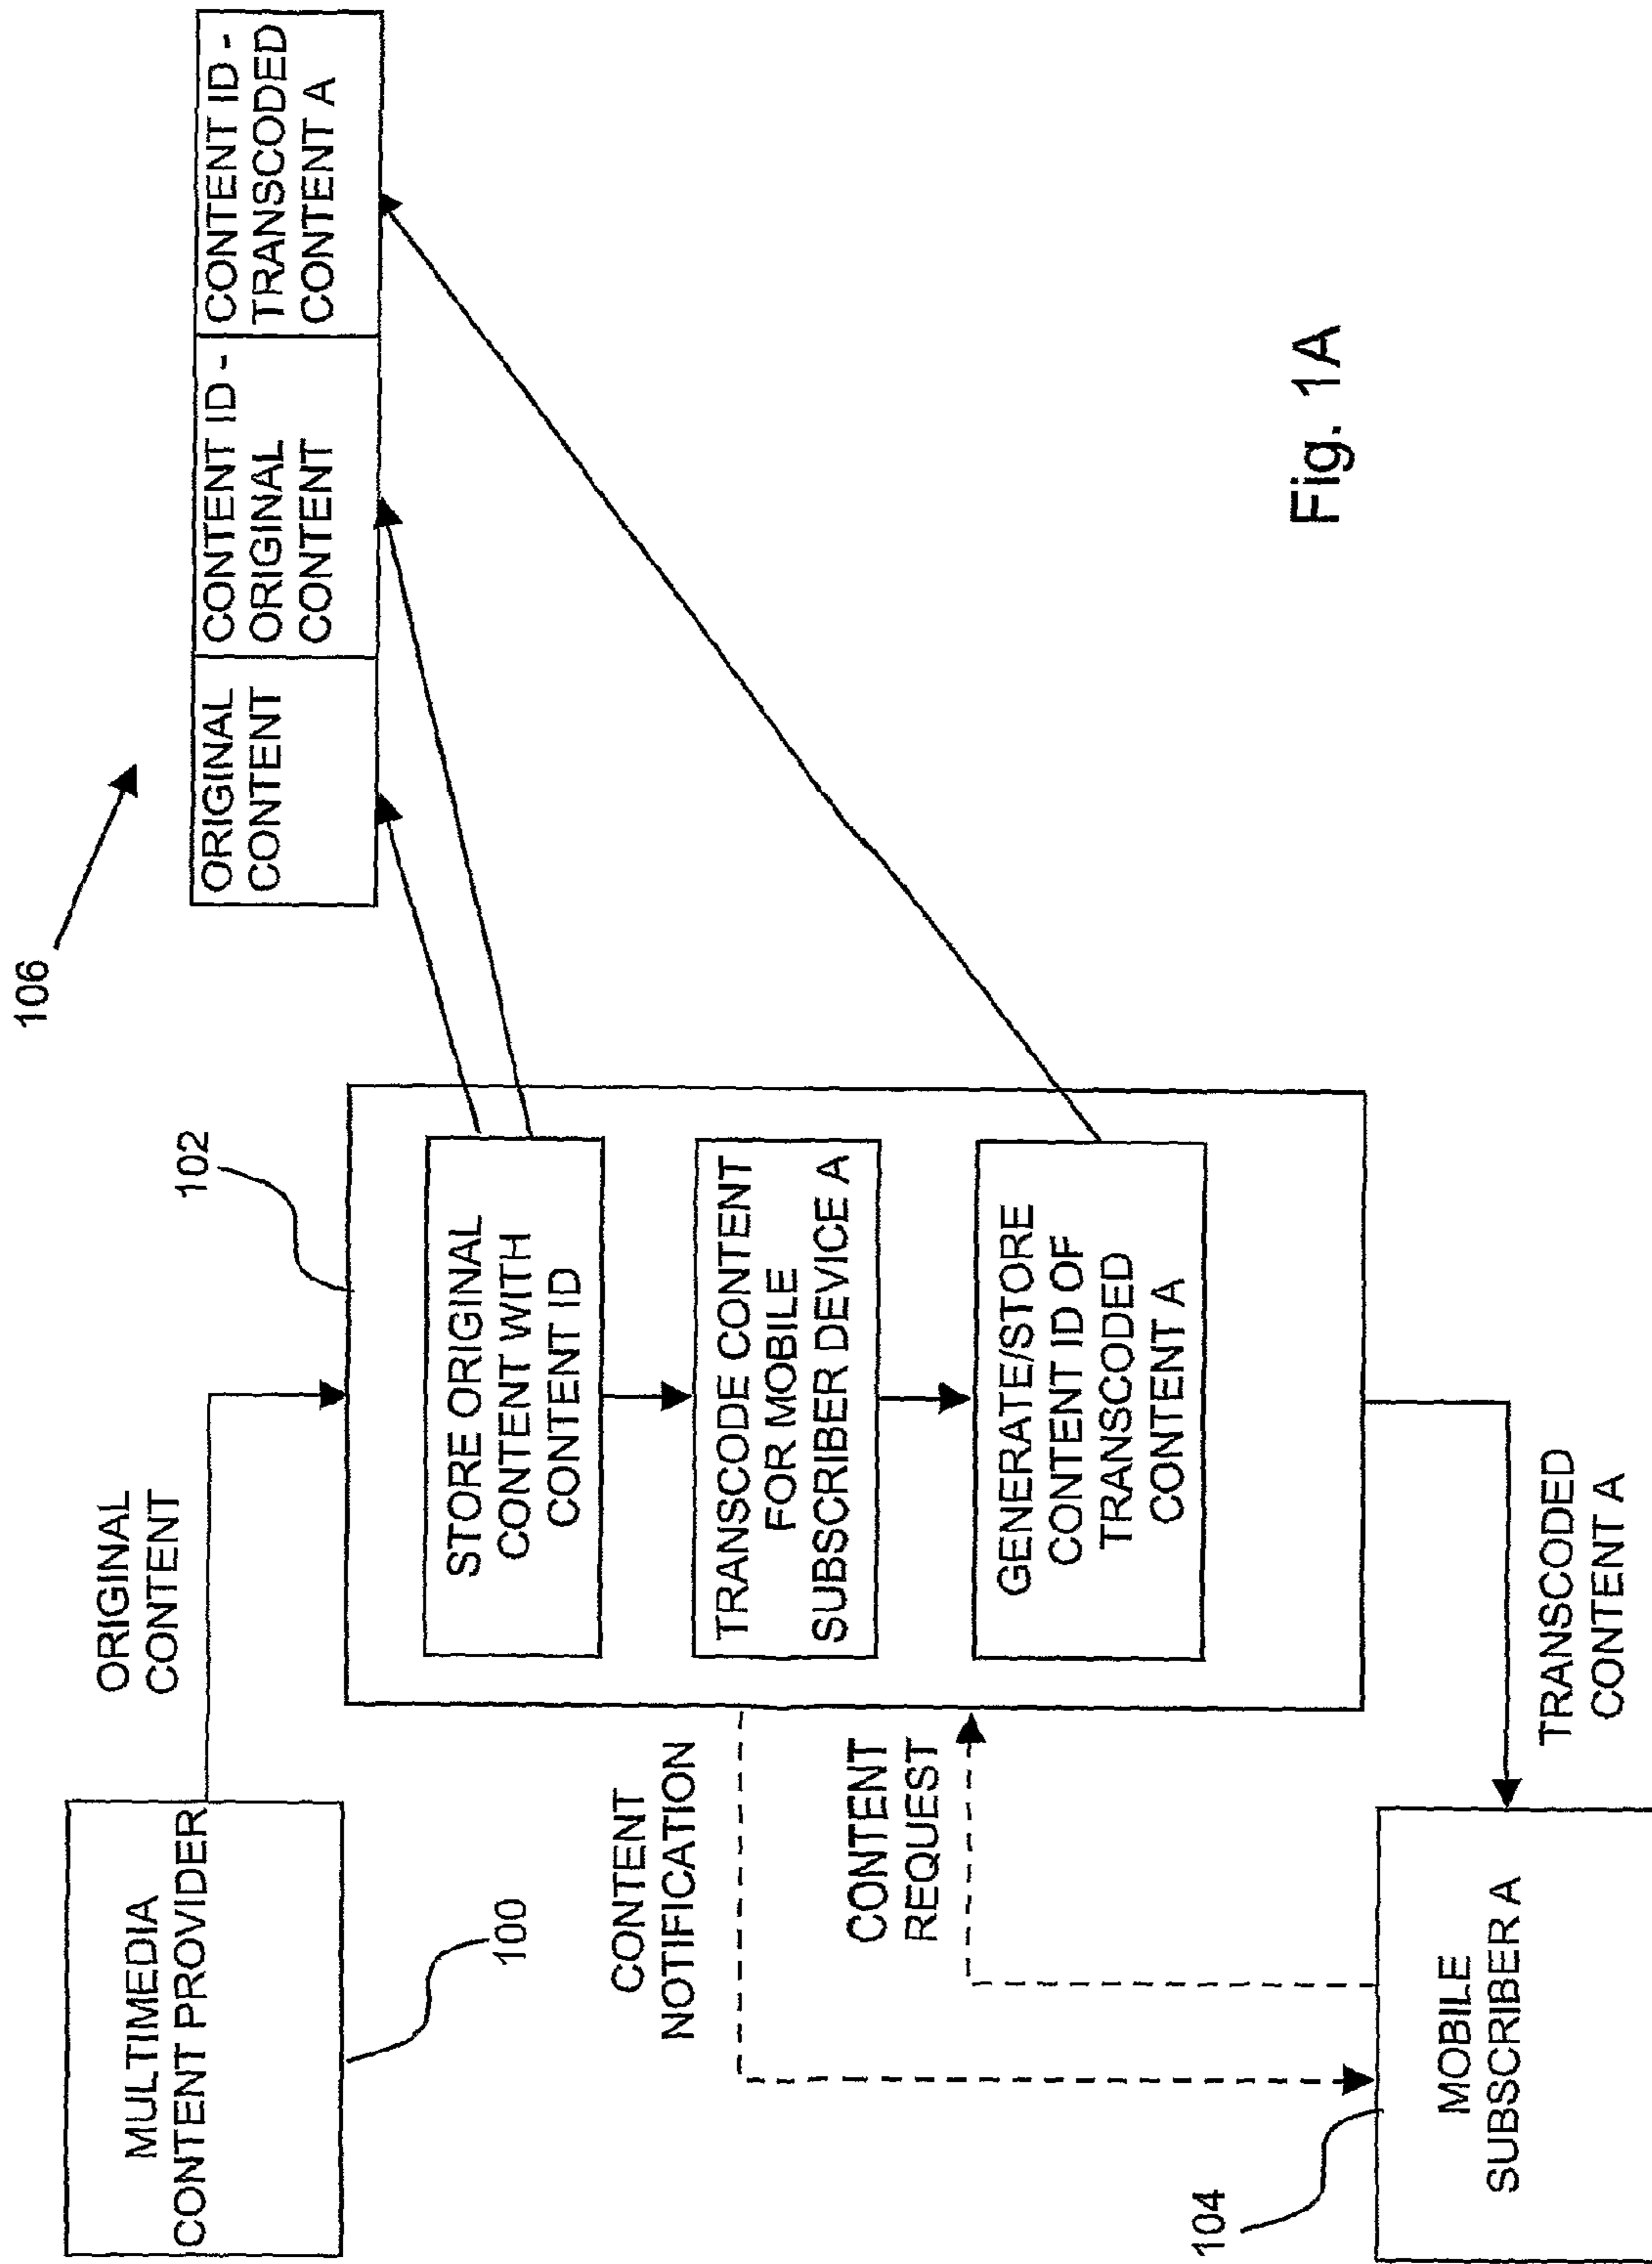 MULTIMEDIA
CONTENT PROVIDER
100
ORIGINAL
CONTENT
102
STORE ORIGINAL
CONTENT WITH
CONTENT ID
TRANSCODE CONTENT
FOR MOBILE
SUBSCRIBER DEVICE A
GENERATE/STORE
CONTENT ID OF
TRANSCODED
CONTENT A
106
ORIGINAL
CONTENT
CONTENT ID -
ORIGINAL
CONTENT
CONTENT ID -
TRANSCODED
CONTENT A
CONTENT
NOTIFICATION
CONTENT
REQUEST
104
MOBILE
SUBSCRIBER A
TRANSCODED
CONTENT A
Fig. 1A